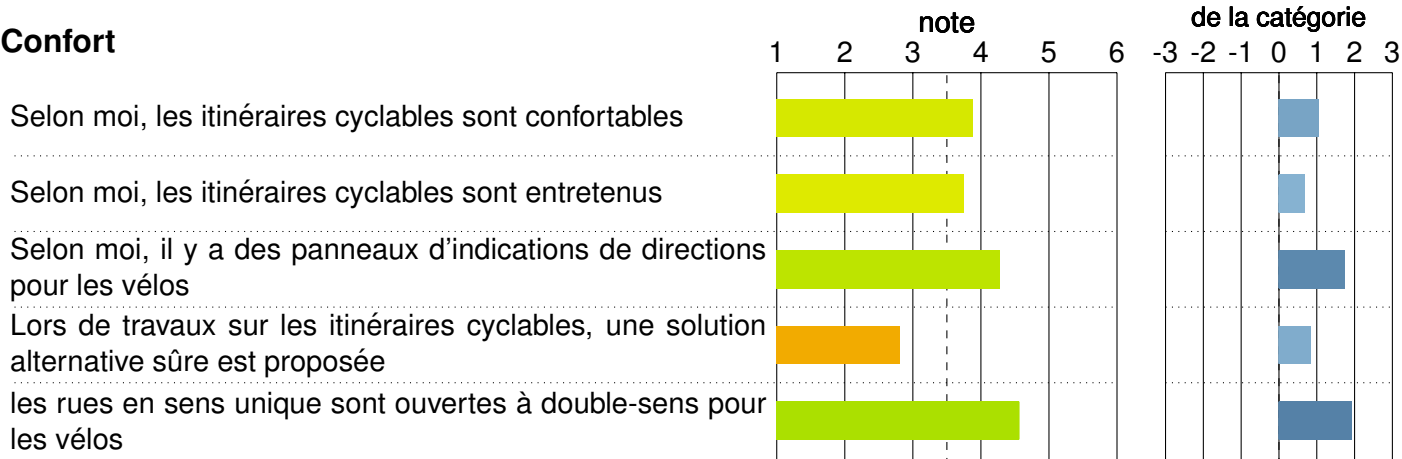 note
de la catégorie
Confort
1 2 3 4 5 6
-3 -2 -1 0 1 2 3
Selon moi, les itinéraires cyclables sont confortables
Selon moi, les itinéraires cyclables sont entretenus
Selon moi, il y a des panneaux d'indications de directions
pour les vélos
Lors de travaux sur les itinéraires cyclables, une solution
alternative sûre est proposée
les rues en sens unique sont ouvertes à double-sens pour
les vélos